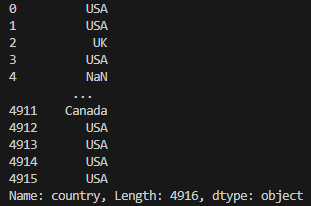 0 USA
1 USA
2 UK
3 USA
4 NaN
...
4911 Canada
4912 USA
4913 USA
4914 USA
4915 USA
Name: country, Length: 4916, dtype: object